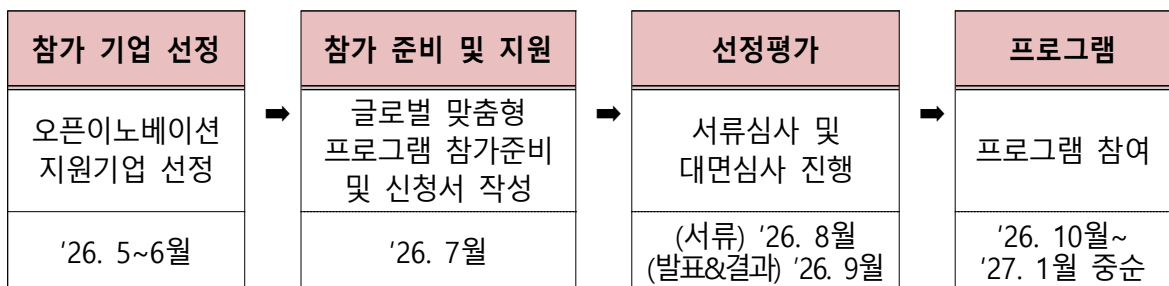 참가 기업 선정
오픈이노베이션
지원기업 선정
'26. 5~6월
➡
참가 준비 및 지원
글로벌 맞춤형
프로그램 참가준비
및 신청서 작성
'26. 7월
➡
선정평가
서류심사 및
대면심사 진행
(서류) '26. 8월
(발표&결과) '26. 9월
➡
프로그램
프로그램 참여
'26. 10월~
'27. 1월 중순